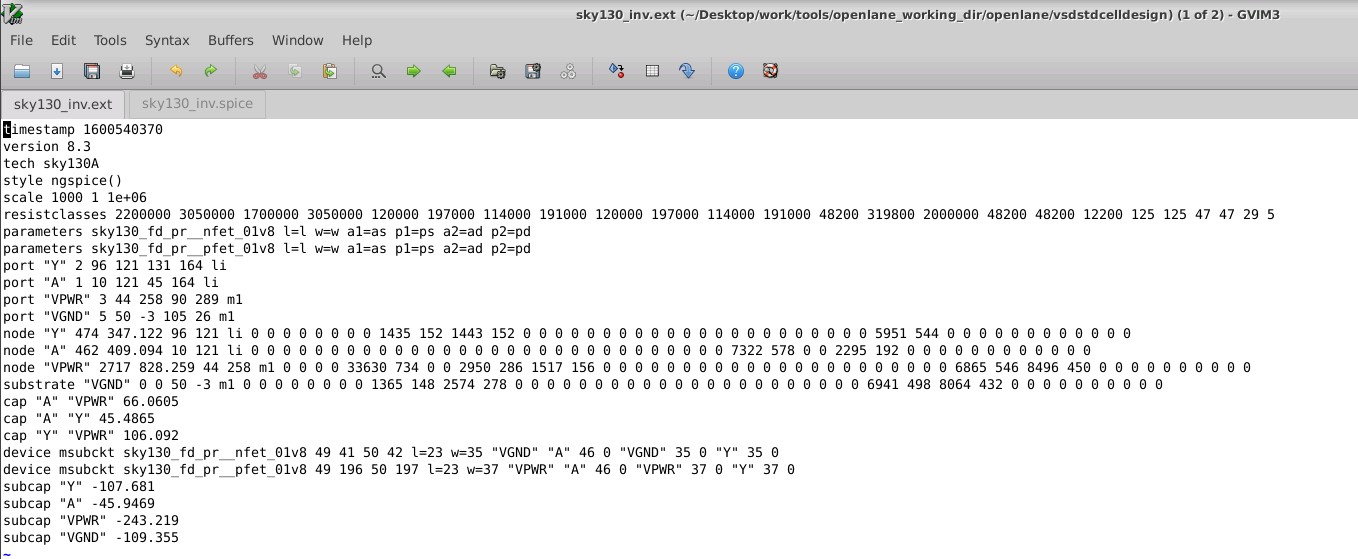 sky130_inv.ext (~/Desktop/work/tools/openlane_working_dir/openlane/vsdstdcelldesign) (1 of 2) - GVIM3
File Edit Tools Syntax Buffers Window Help
sky130_inv.ext sky130_inv.spice
timestamp 1600540370
version 8.3
tech sky130A
style ngspice()
scale 1000 1 1e+06
resistclasses 2200000 3050000 1700000 3050000 120000 197000 114000 191000 120000 197000 114000 191000 48200 319800 2000000 48200 48200 12200 125 125 47 47 29 5
parameters sky130_fd_pr__nfet_01v8 l=l w=w a1=as p1=ps a2=ad p2=pd
parameters sky130_fd_pr__pfet_01v8 l=l w=w a1=as p1=ps a2=ad p2=pd
port "Y" 2 96 121 131 164 li
port "A" 1 10 121 45 164 li
port "VPWR" 3 44 258 90 289 m1
port "VGND" 5 50 -3 105 26 m1
node "Y" 474 347.122 96 121 li 0 0 0 0 0 0 0 0 1435 152 1443 152 0 0 0 0 0 0 0 0 0 0 0 0 0 0 0 0 0 0 0 0 0 0 5951 544 0 0 0 0 0 0 0 0 0 0 0 0
node "A" 462 409.094 10 121 li 0 0 0 0 0 0 0 0 0 0 0 0 0 0 0 0 0 0 0 0 0 0 0 0 0 0 0 0 0 0 7322 578 0 0 2295 192 0 0 0 0 0 0 0 0 0 0 0 0
node "VPWR" 2717 828.259 44 258 m1 0 0 0 0 33630 734 0 0 2950 286 1517 156 0 0 0 0 0 0 0 0 0 0 0 0 0 0 0 0 0 0 0 0 0 0 6865 546 8496 450 0 0 0 0 0 0 0 0 0 0
substrate "VGND" 0 0 50 -3 m1 0 0 0 0 0 0 0 0 1365 148 2574 278 0 0 0 0 0 0 0 0 0 0 0 0 0 0 0 0 0 0 0 0 0 0 6941 498 8064 432 0 0 0 0 0 0 0 0 0 0
cap "A" "VPWR" 66.0605
cap "A" "Y" 45.4865
cap "Y" "VPWR" 106.092
device msubckt sky130_fd_pr__nfet_01v8 49 41 50 42 l=23 w=35 "VGND" "A" 46 0 "VGND" 35 0 "Y" 35 0
device msubckt sky130_fd_pr__pfet_01v8 49 196 50 197 l=23 w=37 "VPWR" "A" 46 0 "VPWR" 37 0 "Y" 37 0
subcap "Y" -107.681
subcap "A" -45.9469
subcap "VPWR" -243.219
subcap "VGND" -109.355
~